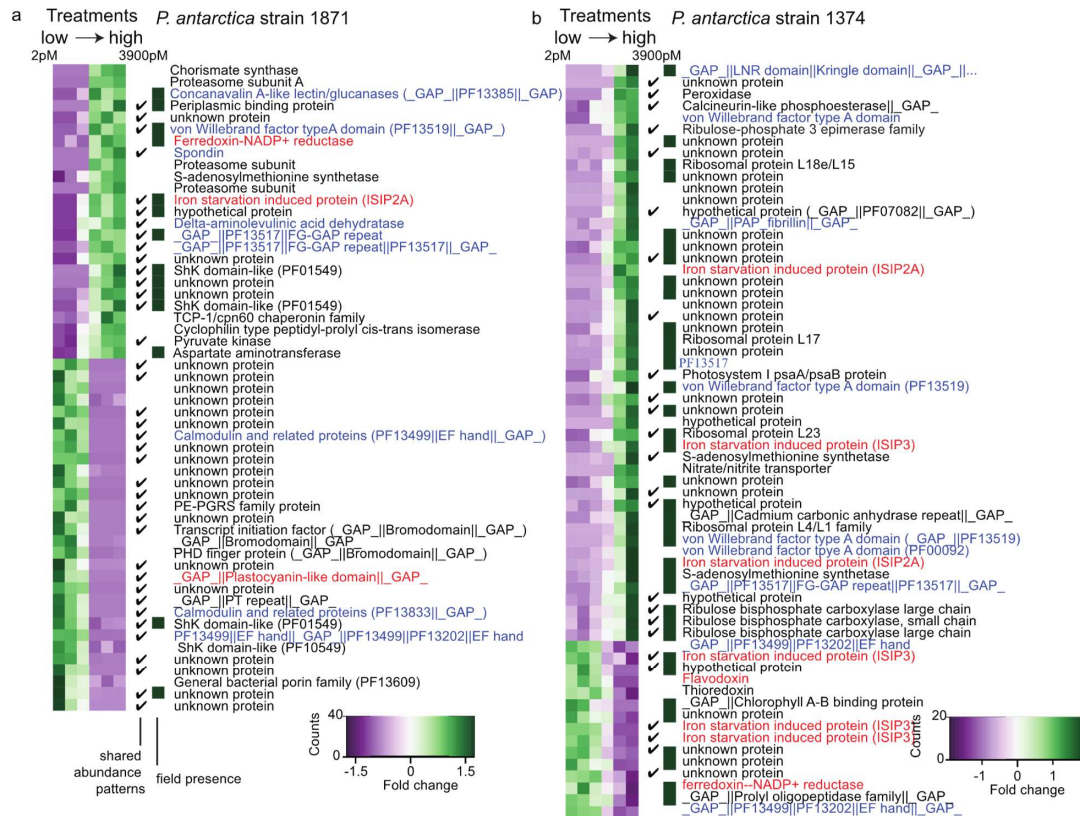 a
Treatments
P. antarctica strain 1871
low → high
2pM
3900pM
Chorismate synthase
Proteasome subunit A
Concanavalin A-like lectin/glucanases (_GAP_||PF13385||_GAP)
Periplasmic binding protein
unknown protein
von Willebrand factor typeA domain (PF13519||_GAP_)
Ferredoxin-NADP+ reductase
Spondin
Proteasome subunit
S-adenosylmethionine synthetase
Proteasome subunit
Iron starvation induced protein (ISIP2A)
hypothetical protein
Delta-aminolevulinic acid dehydratase
_GAP_||PF13517||FG-GAP repeat
_GAP_||PF13517||FG-GAP repeat||PF13517||_GAP_
unknown protein
ShK domain-like (PF01549)
unknown protein
unknown protein
ShK domain-like (PF01549)
TCP-1/cpn60 chaperonin family
Cyclophilin type peptidyl-prolyl cis-trans isomerase
Pyruvate kinase
Aspartate aminotransferase
unknown protein
unknown protein
unknown protein
unknown protein
unknown protein
unknown protein
Calmodulin and related proteins (PF13499||EF hand||_GAP_)
unknown protein
unknown protein
unknown protein
unknown protein
unknown protein
PE-PGRS family protein
unknown protein
Transcript initiation factor (_GAP_||Bromodomain||_GAP_)
_GAP_||Bromodomain||_GAP_
PHD finger protein (_GAP_||Bromodomain||_GAP_)
unknown protein
_GAP_||Plastocyanin-like domain||_GAP_
unknown protein
_GAP_||PT repeat||_GAP_
Calmodulin and related proteins (PF13833||_GAP_)
ShK domain-like (PF01549)
PF13499||EF hand||_GAP_||PF13499||PF13202||EF hand
ShK domain-like (PF10549)
unknown protein
unknown protein
General bacterial porin family (PF13609)
unknown protein
unknown protein
shared
abundance
patterns
field presence
Counts
40
0
-1.5
0
1.5
Fold change
b
Treatments
P. antarctica strain 1374
low → high
2pM
3900pM
_GAP_||LNR domain||Kringle domain||_GAP_||...
unknown protein
Peroxidase
Calcineurin-like phosphoesterase||_GAP_
von Willebrand factor type A domain
Ribulose-phosphate 3 epimerase family
unknown protein
unknown protein
Ribosomal protein L18e/L15
unknown protein
unknown protein
unknown protein
hypothetical protein (_GAP_||PF07082||_GAP_)
_GAP_||PAP_fibrillin||_GAP_
unknown protein
unknown protein
unknown protein
Iron starvation induced protein (ISIP2A)
unknown protein
unknown protein
unknown protein
unknown protein
unknown protein
Ribosomal protein L17
unknown protein
PF13517
Photosystem I psaA/psaB protein
von Willebrand factor type A domain (PF13519)
unknown protein
unknown protein
hypothetical protein
Ribosomal protein L23
Iron starvation induced protein (ISIP3)
S-adenosylmethionine synthetase
Nitrate/nitrite transporter
unknown protein
unknown protein
hypothetical protein
_GAP_||Cadmium carbonic anhydrase repeat||_GAP_
Ribosomal protein L4/L1 family
von Willebrand factor type A domain (_GAP_||PF13519)
von Willebrand factor tpye A domain (PF00092)
Iron starvation induced protein (ISIP2A)
S-adenosylmethionine synthetase
_GAP_||PF13517||FG-GAP repeat||PF13517||_GAP_
hypothetical protein
Ribulose bisphosphate carboxylase large chain
Ribulose bisphosphate carboxylase, small chain
Ribulose bisphosphate carboxylase large chain
_GAP_||PF13499||PF13202||EF hand
Iron starvation induced protein (ISIP3)
hypothetical protein
Flavodoxin
Thioredoxin
_GAP_||Chlorophyll A-B binding protein
unknown protein
Iron starvation induced protein (ISIP3)
Iron starvation induced protein (ISIP3)
unknown protein
unknown protein
unknown protein
ferredoxin--NADP+ reductase
_GAP_||Prolyl oligopeptidase family||_GAP_
_GAP_||PF13499||PF13202||EF hand||_GAP_
Counts
20
0
-1
0
1
Fold change